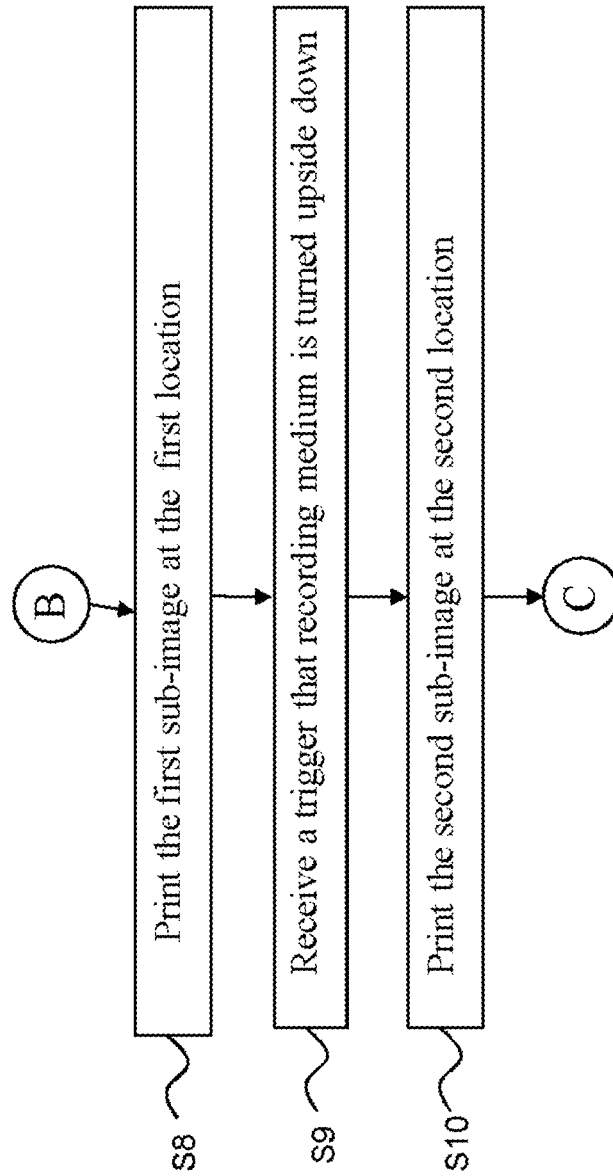 B
S8
Print the first sub-image at the first location
S9
Receive a trigger that recording medium is turned upside down
S10
Print the second sub-image at the second location
C